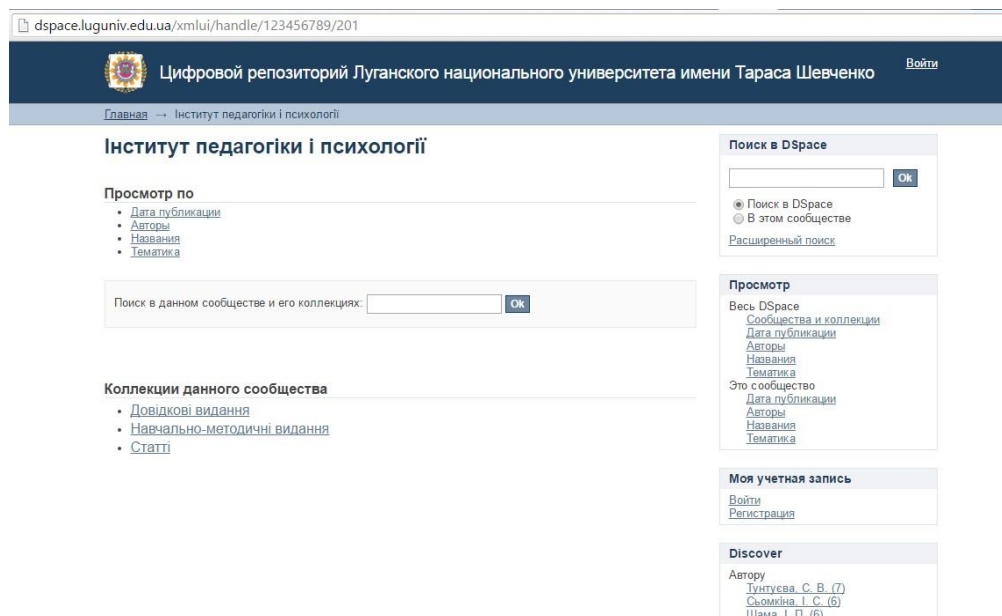 dspace.luguniv.edu.ua/xmlui/handle/123456789/201
Цифровой репозиторий Луганского национального университета имени Тараса Шевченко
Войти
Главная → Інститут педагогіки і психології
Інститут педагогіки і психології
Просмотр по
• Дата публикации
• Авторы
• Названия
• Тематика
Поиск в данном сообществе и его коллекциях: Ok
Коллекции данного сообщества
• Довідкові видання
• Навчально-методичні видання
• Статті
Поиск в DSpace
Ok
Поиск в DSpace
В этом сообществе
Расширенный поиск
Просмотр
Весь DSpace
Сообщества и коллекции
Дата публикации
Авторы
Названия
Тематика
Это сообщество
Дата публикации
Авторы
Названия
Тематика
Моя учетная запись
Войти
Регистрация
Discover
Автору
Тунтуєва, С. В. (7)
Сьомкіна, І. С. (6)
Шама, І. П. (6)